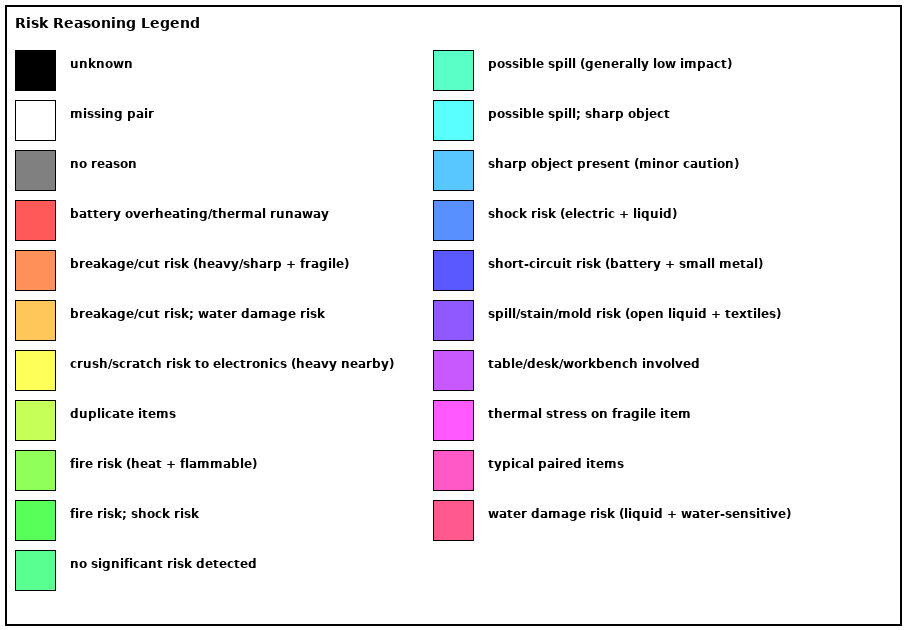 Risk Reasoning Legend
unknown
missing pair
no reason
battery overheating/thermal runaway
breakage/cut risk (heavy/sharp + fragile)
breakage/cut risk; water damage risk
crush/scratch risk to electronics (heavy nearby)
duplicate items
fire risk (heat + flammable)
fire risk; shock risk
no significant risk detected
possible spill (generally low impact)
possible spill; sharp object
sharp object present (minor caution)
shock risk (electric + liquid)
short-circuit risk (battery + small metal)
spill/stain/mold risk (open liquid + textiles)
table/desk/workbench involved
thermal stress on fragile item
typical paired items
water damage risk (liquid + water-sensitive)